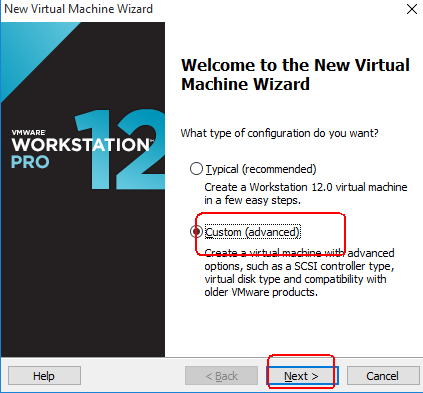 New Virtual Machine Wizard
VMWARE
WORKSTATION™
PRO
12
Welcome to the New Virtual
Machine Wizard
What type of configuration do you want?
Typical (recommended)
Create a Workstation 12.0 virtual machine
in a few easy steps.
Custom (advanced)
Create a virtual machine with advanced
options, such as a SCSI controller type,
virtual disk type and compatibility with
older VMware products.
Help
< Back
Next >
Cancel